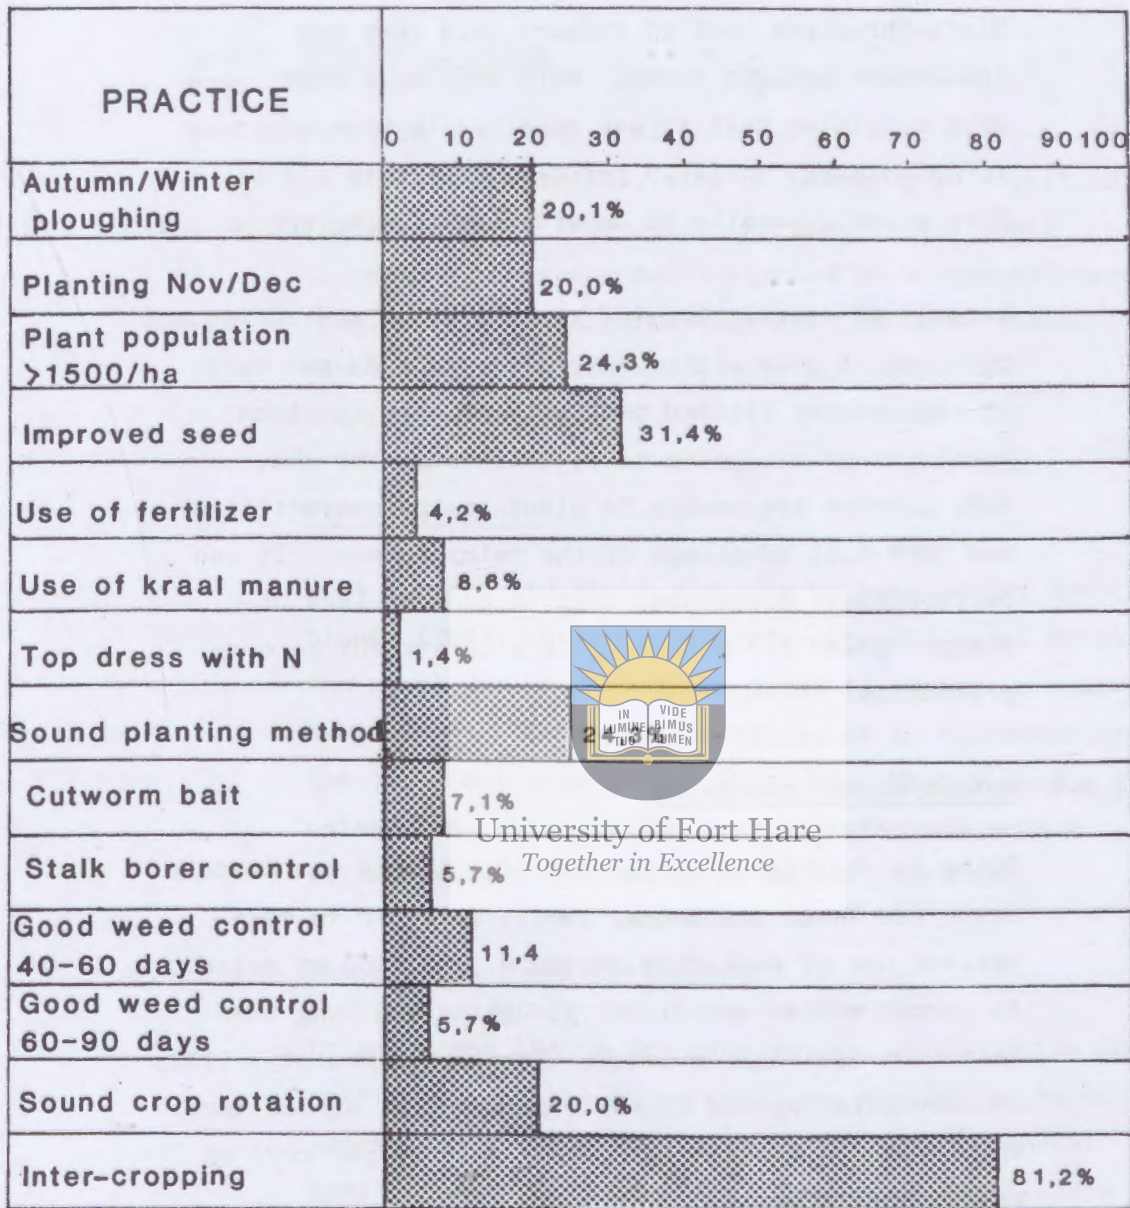 PRACTICE
0 10 20 30 40 50 60 70 80 90 100
Autumn/Winter
ploughing
20,1%
Planting Nov/Dec
20,0%
Plant population
>1500/ha
24,3%
Improved seed
31,4%
Use of fertilizer
4,2%
Use of kraal manure
8,6%
Top dress with N
1,4%
Sound planting method
IN
LUMINE
TUO
VIDE
BIMUS
LUMEN
Cutworm bait
7,1%
University of Fort Hare
Together in Excellence
Stalk borer control
5,7%
Good weed control
40-60 days
11,4
Good weed control
60-90 days
5,7%
Sound crop rotation
20,0%
Inter-cropping
81,2%